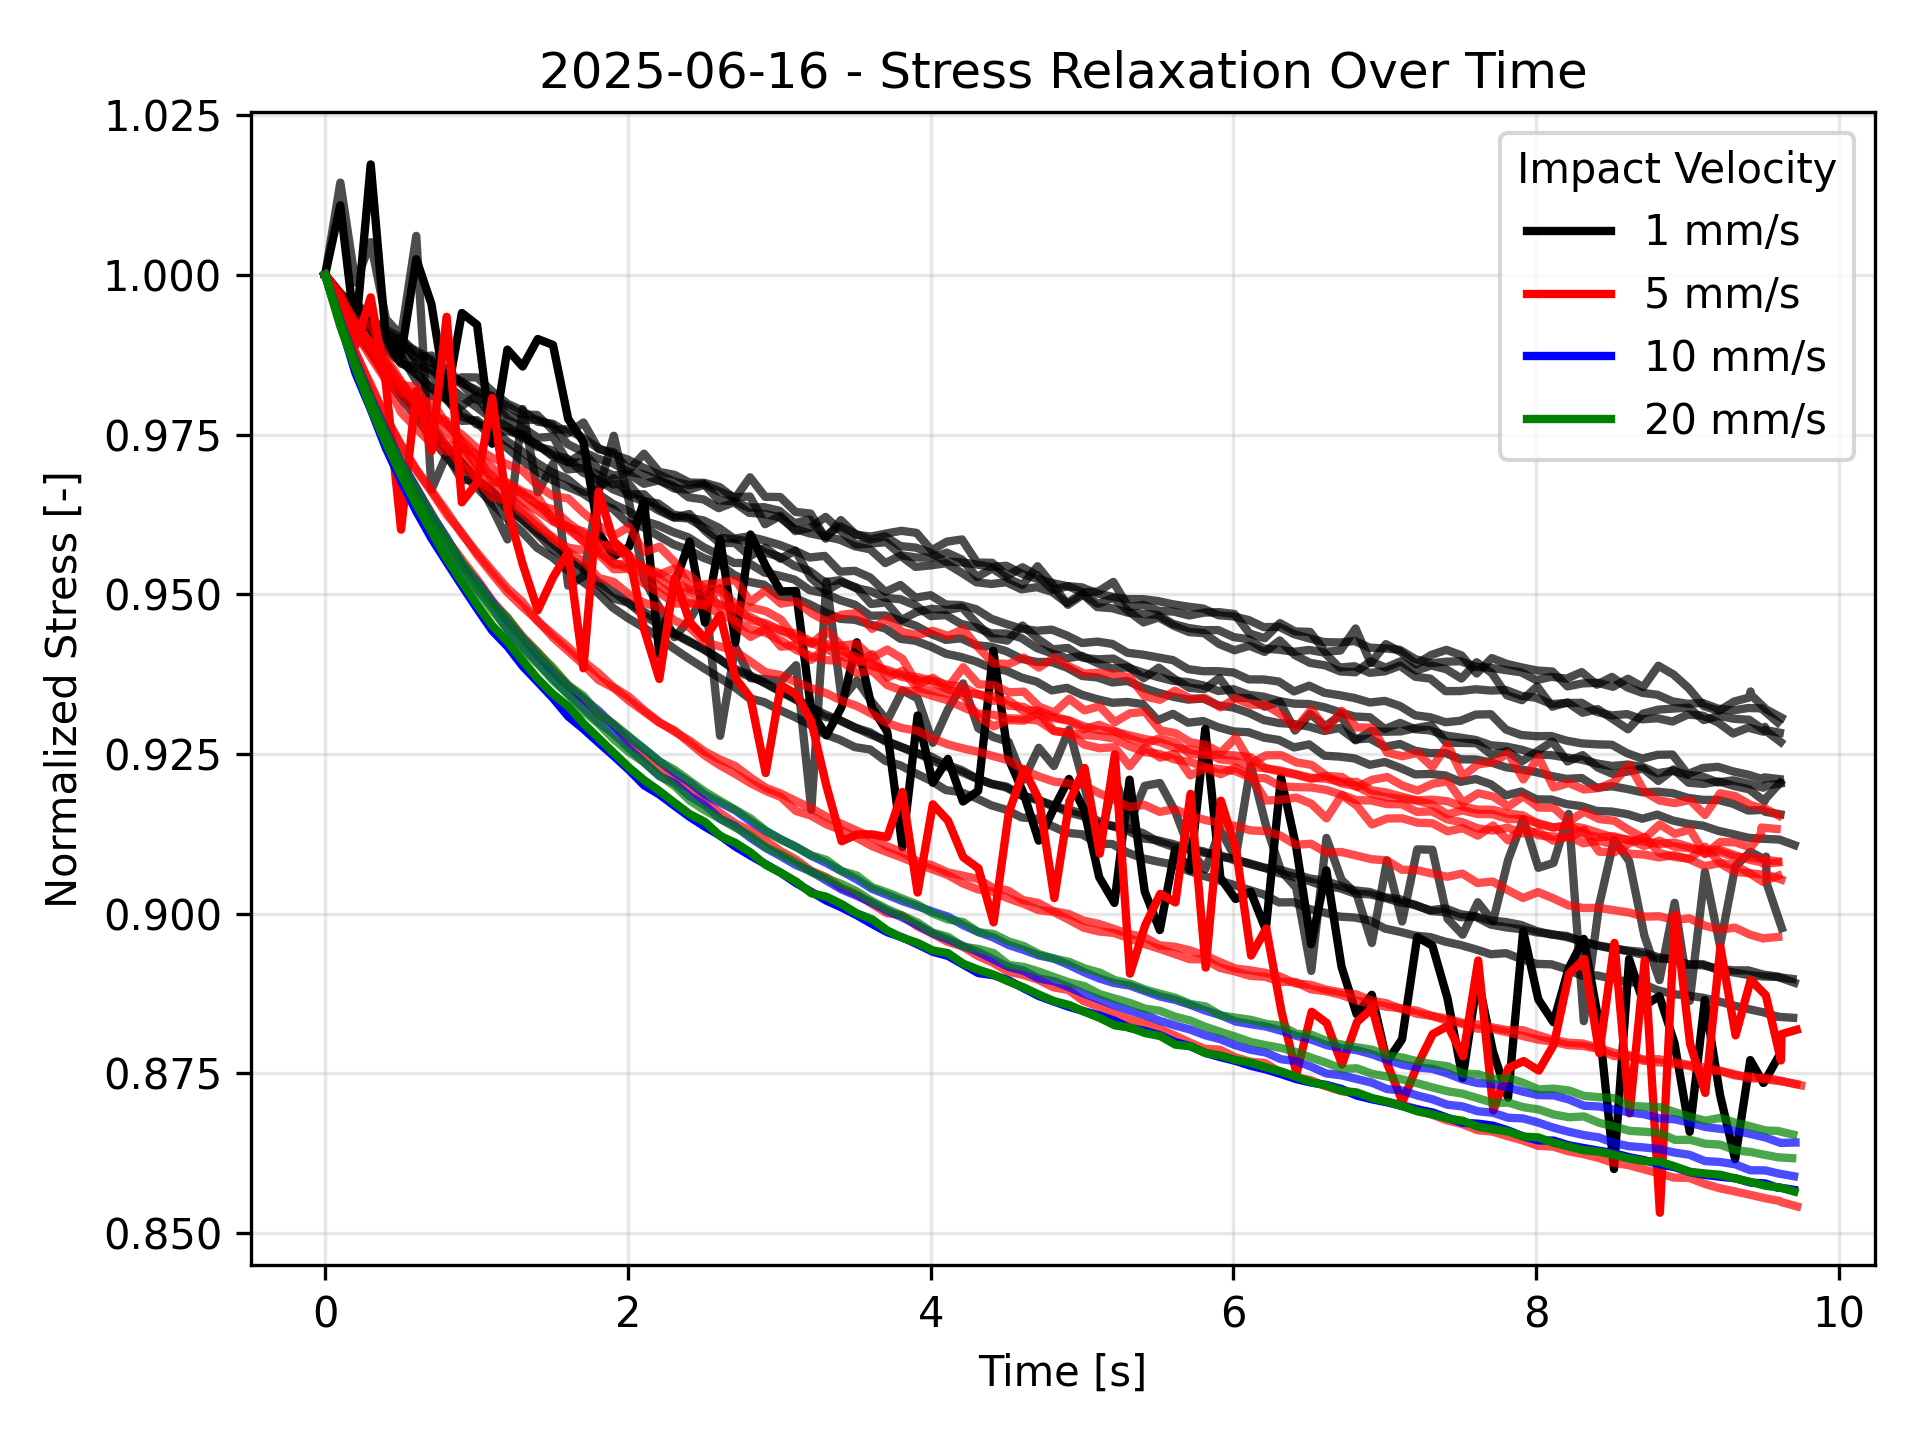 2025-06-16 - Stress Relaxation Over Time
1.025
1.000
0.975
0.950
0.925
0.900
0.875
0.850
Normalized Stress [-]
Impact Velocity
1 mm/s
5 mm/s
10 mm/s
20 mm/s
0 2 4 6 8 10
Time [s]